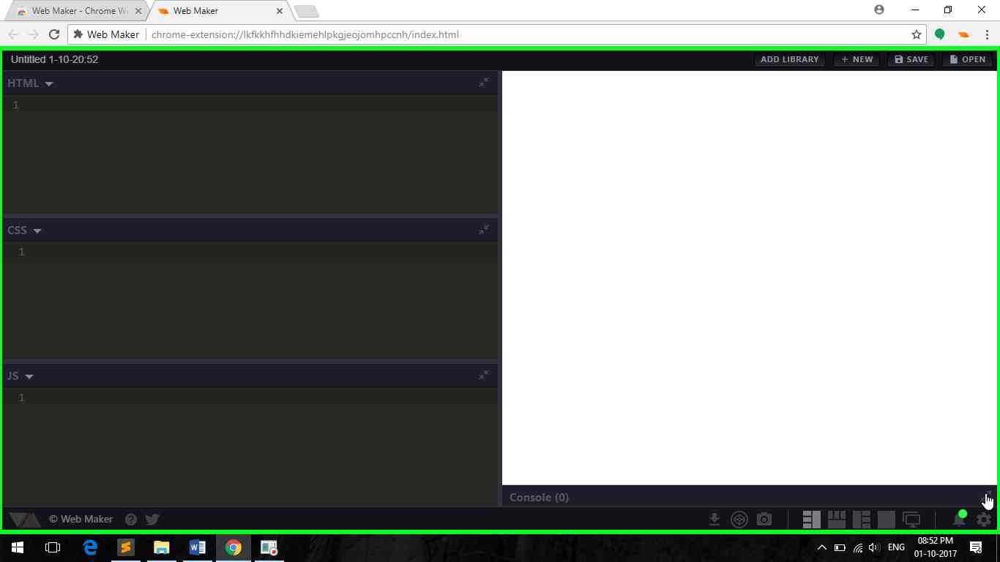 Web Maker - Chrome We
Web Maker
Web Maker
chrome-extension://lkfkkhfhhdkiemehlpkgjeojomhpccnh/index.html
Untitled 1-10-20:52
ADD LIBRARY
+ NEW
SAVE
OPEN
HTML
1
CSS
1
JS
1
Console (0)
© Web Maker
ENG
08:52 PM
01-10-2017